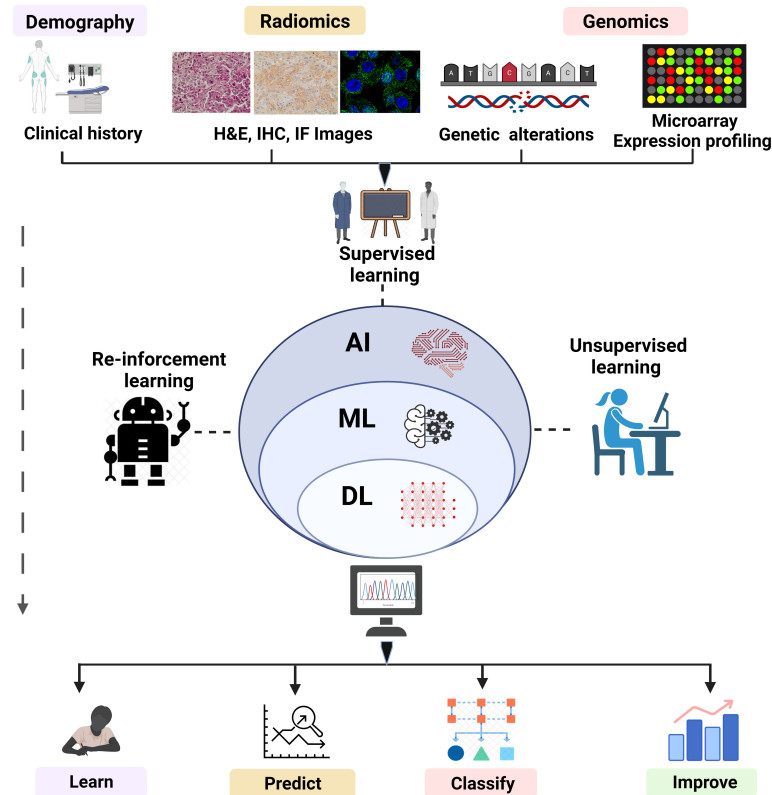 Demography
Radiomics
Genomics
A T G C G A C T
Clinical history
H&E, IHC, IF Images
Genetic alterations
Microarray
Expression profiling
Supervised
learning
AI
Re-inforcement
learning
Unsupervised
learning
ML
DL
Learn
Predict
Classify
Improve